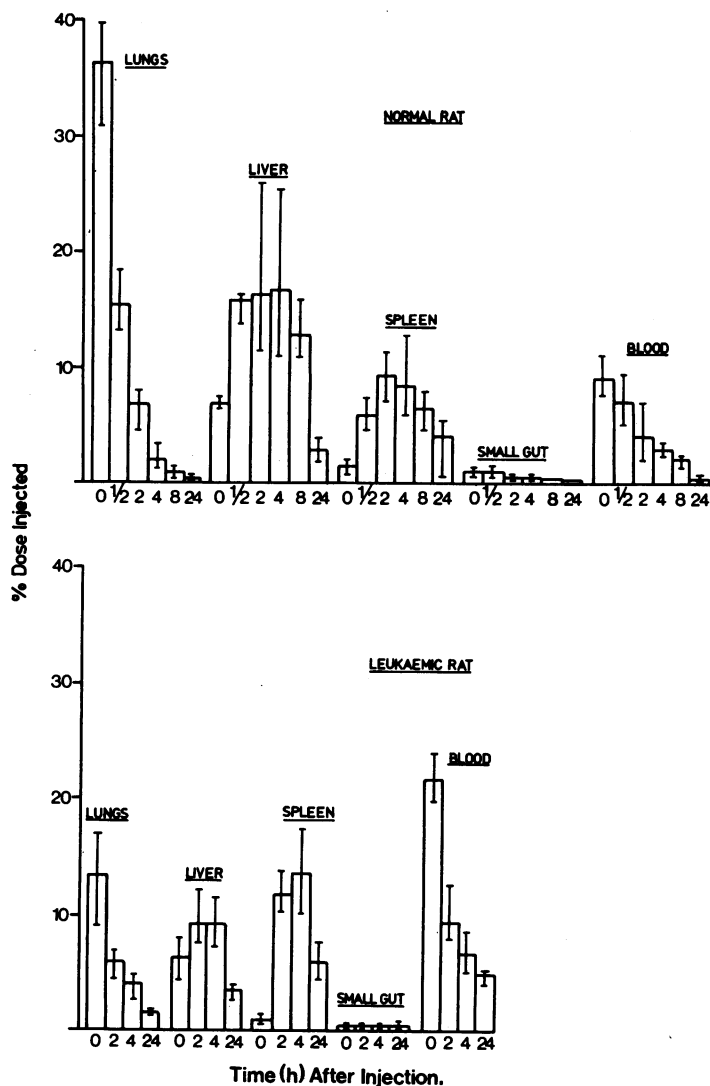 40
LUNGS
NORMAL RAT
LIVER
30
20
SPLEEN
BLOOD
10
SMALL GUT
0 1/2 2 4 8 24 0 1/2 2 4 8 24 0 1/2 2 4 8 24 0 1/2 2 4 8 24 0 1/2 2 4 8 24
% Dose Injected
40
LEUKAEMIC RAT
30
BLOOD
20
LUNGS
SPLEEN
LIVER
10
SMALL GUT
0 2 4 24 0 2 4 24 0 2 4 24 0 2 4 24 0 2 4 24
Time (h) After Injection.